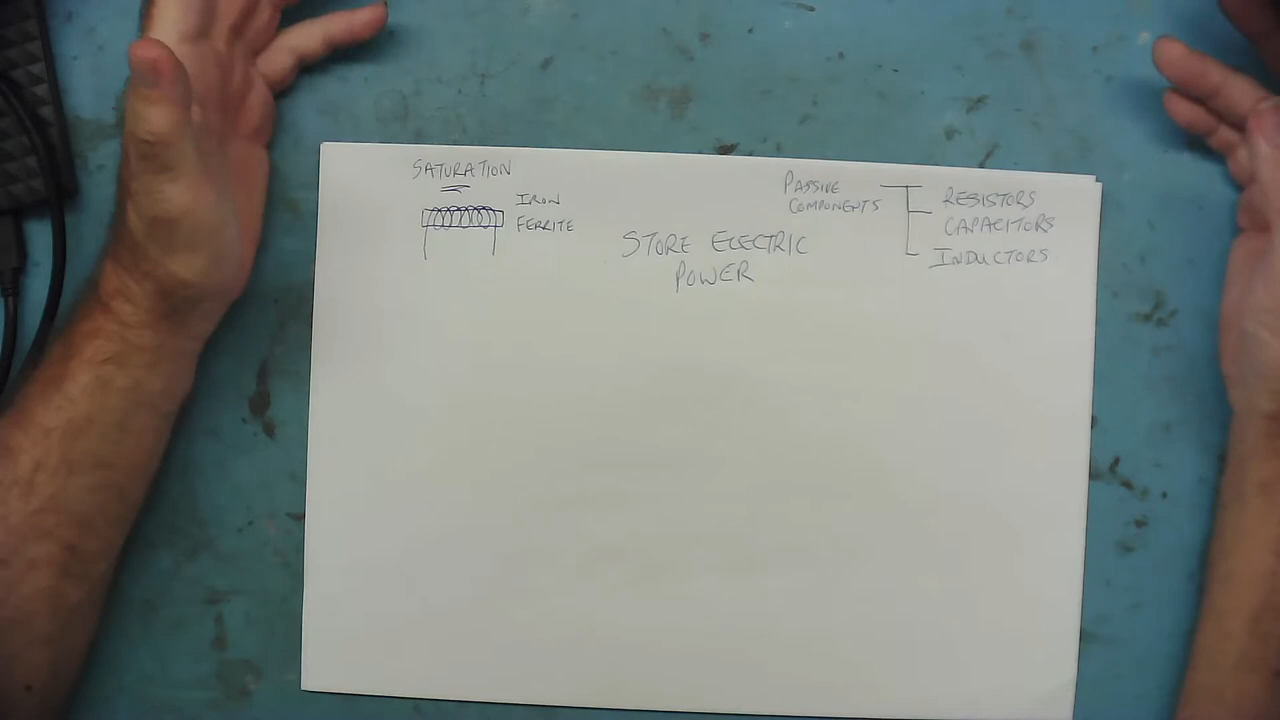 SATURATION
IRON
FERRITE
STORE ELECTRIC
POWER
PASSIVE
COMPONENTS
RESISTORS
CAPACITORS
INDUCTORS